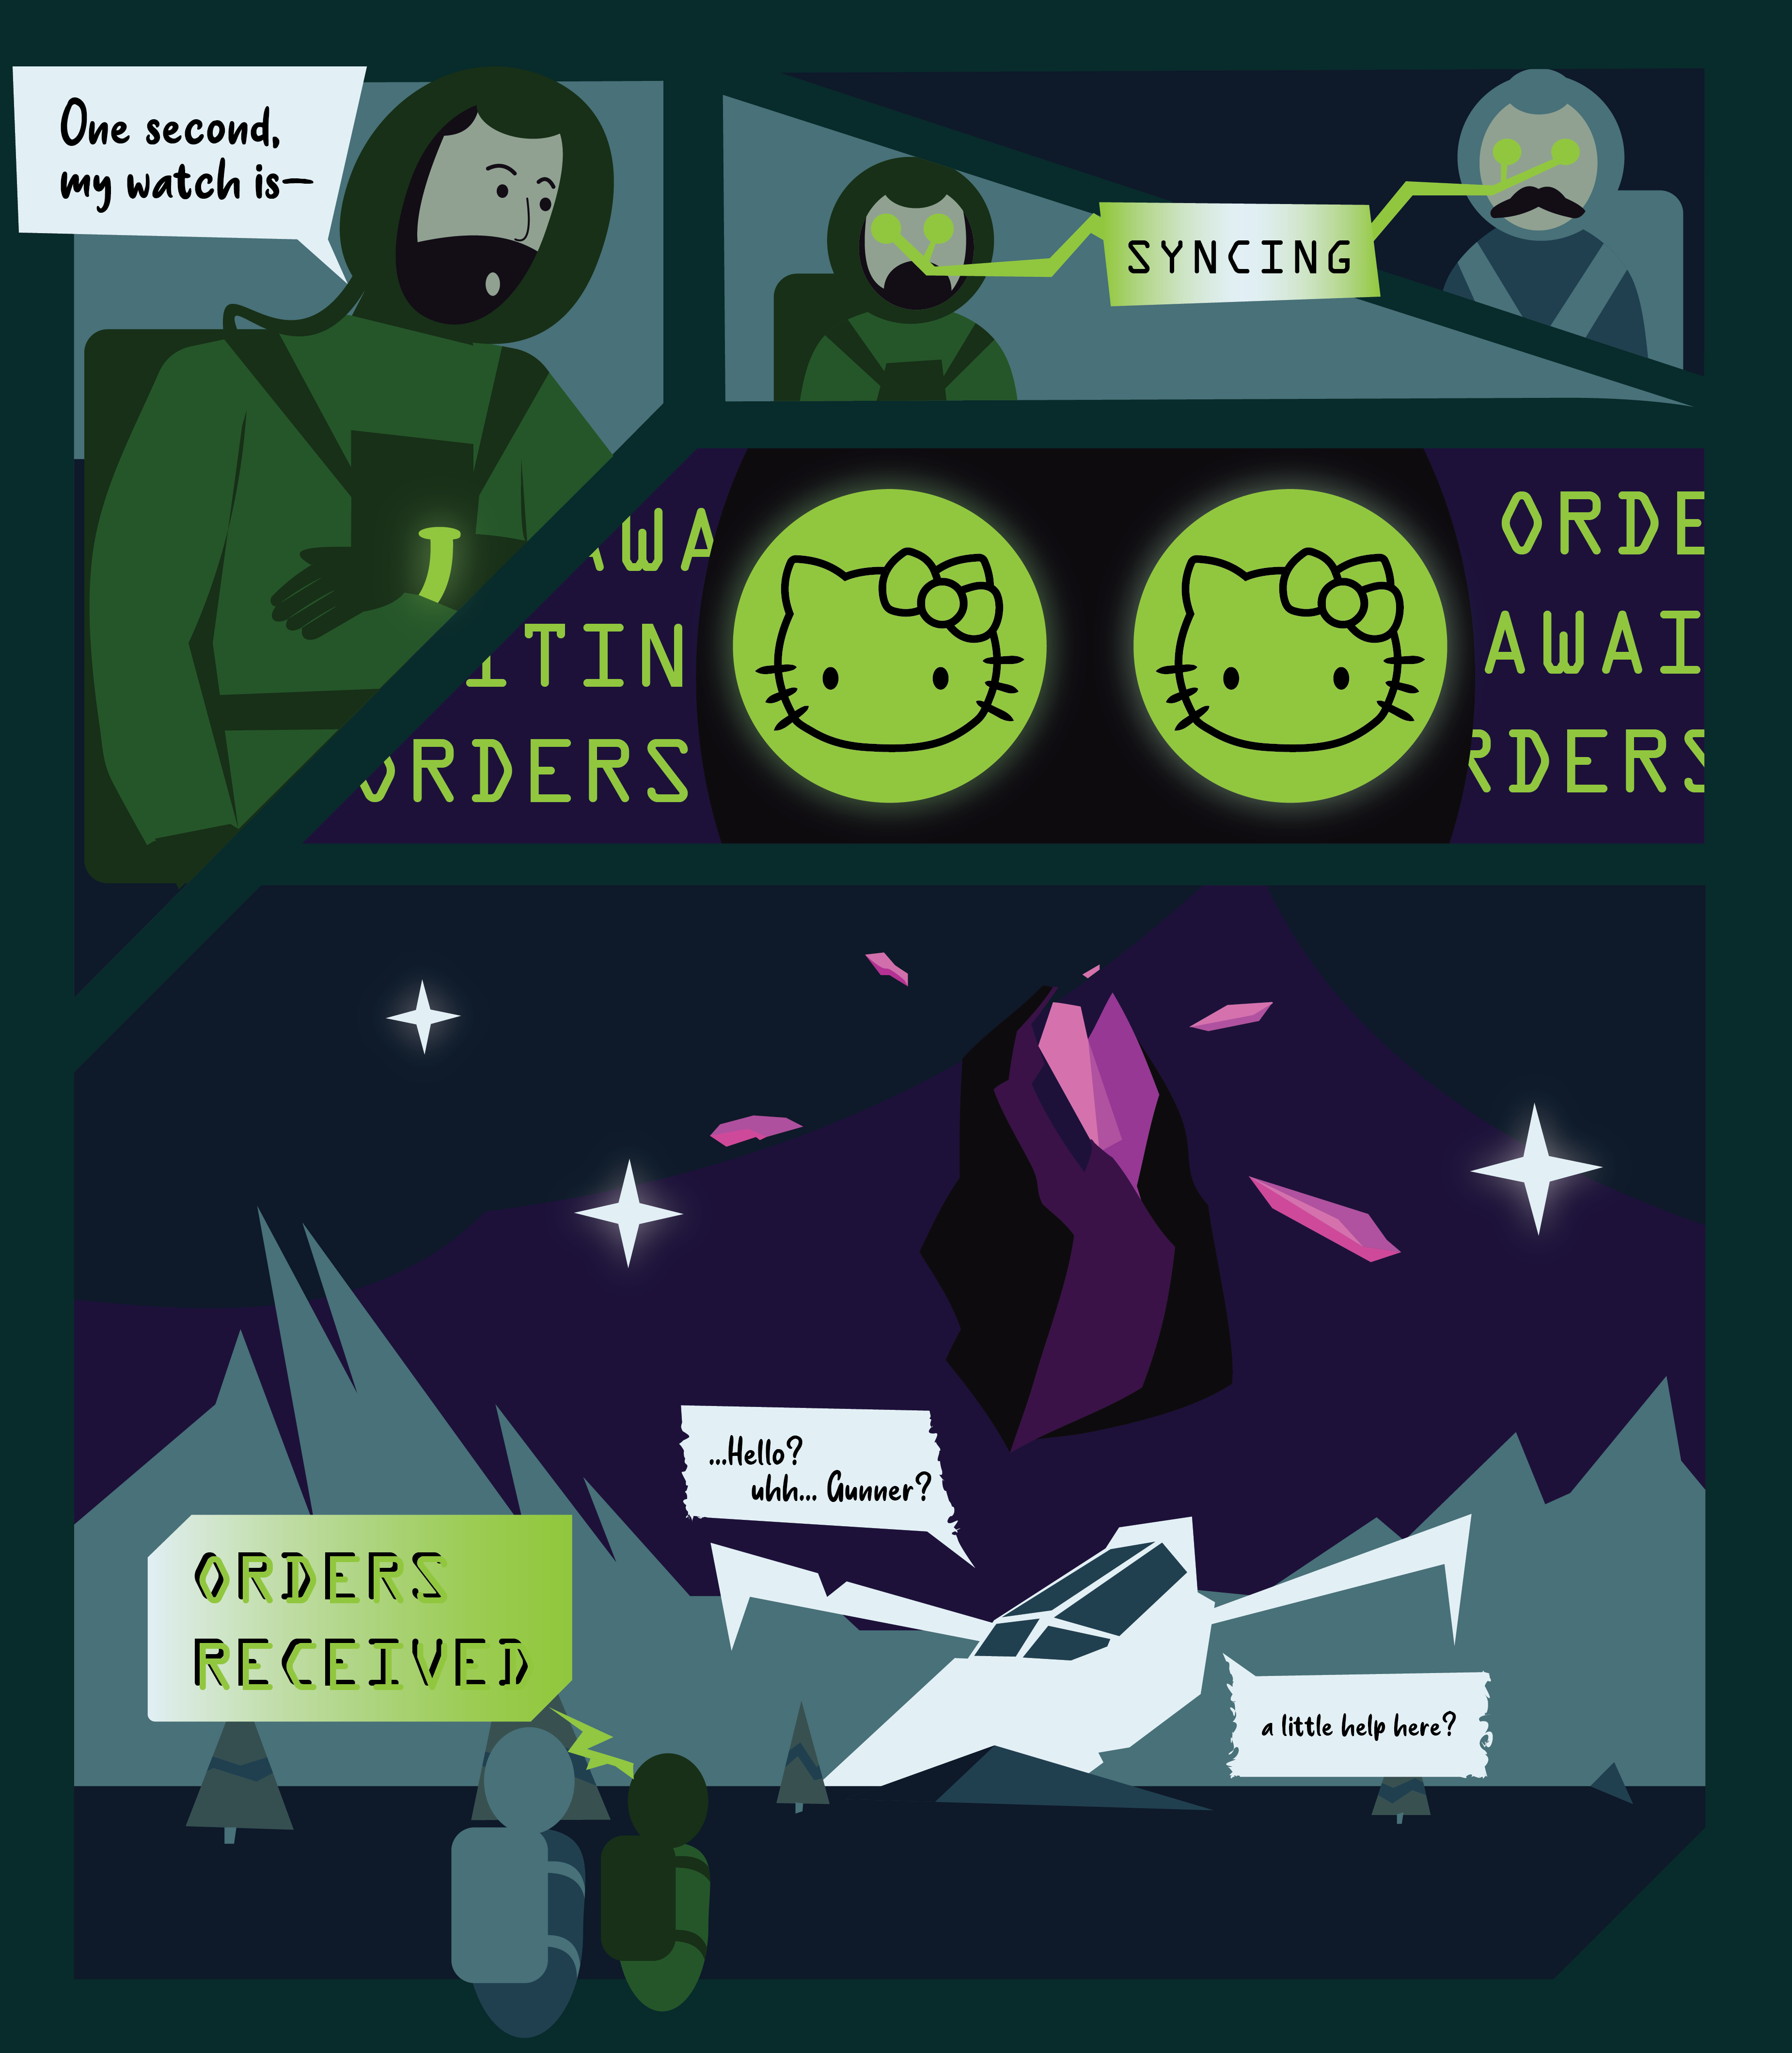 One second,
my watch is—
SYNCING
AWA
ITIN
ORDERS
ORDE
AWAI
RDERS
...Hello?
uhh... Gunner?
ORDERS
RECEIVED
a little help here?